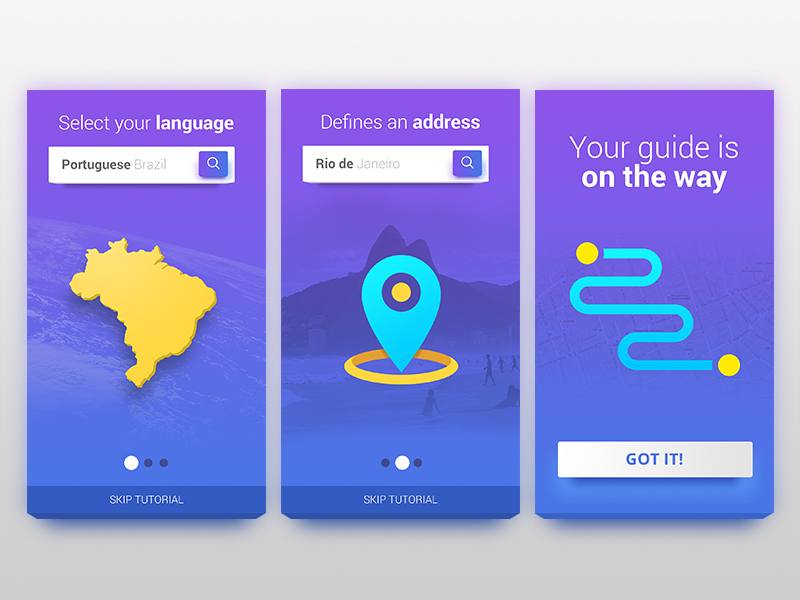 Select your language
Portuguese Brazil
SKIP TUTORIAL
Defines an address
Rio de Janeiro
SKIP TUTORIAL
Your guide is
on the way
GOT IT!